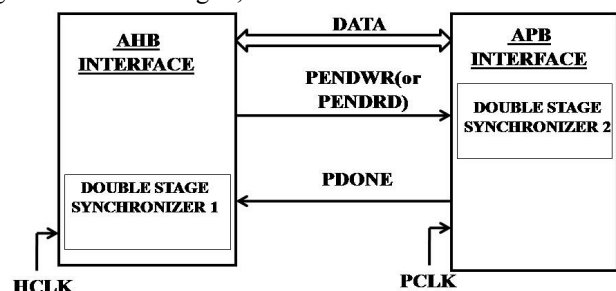 AHB
INTERFACE
DATA
APB
INTERFACE
PENDWR(or
PENDRD)
DOUBLE STAGE
SYNCHRONIZER 2
DOUBLE STAGE
SYNCHRONIZER 1
PDONE
HCLK
PCLK